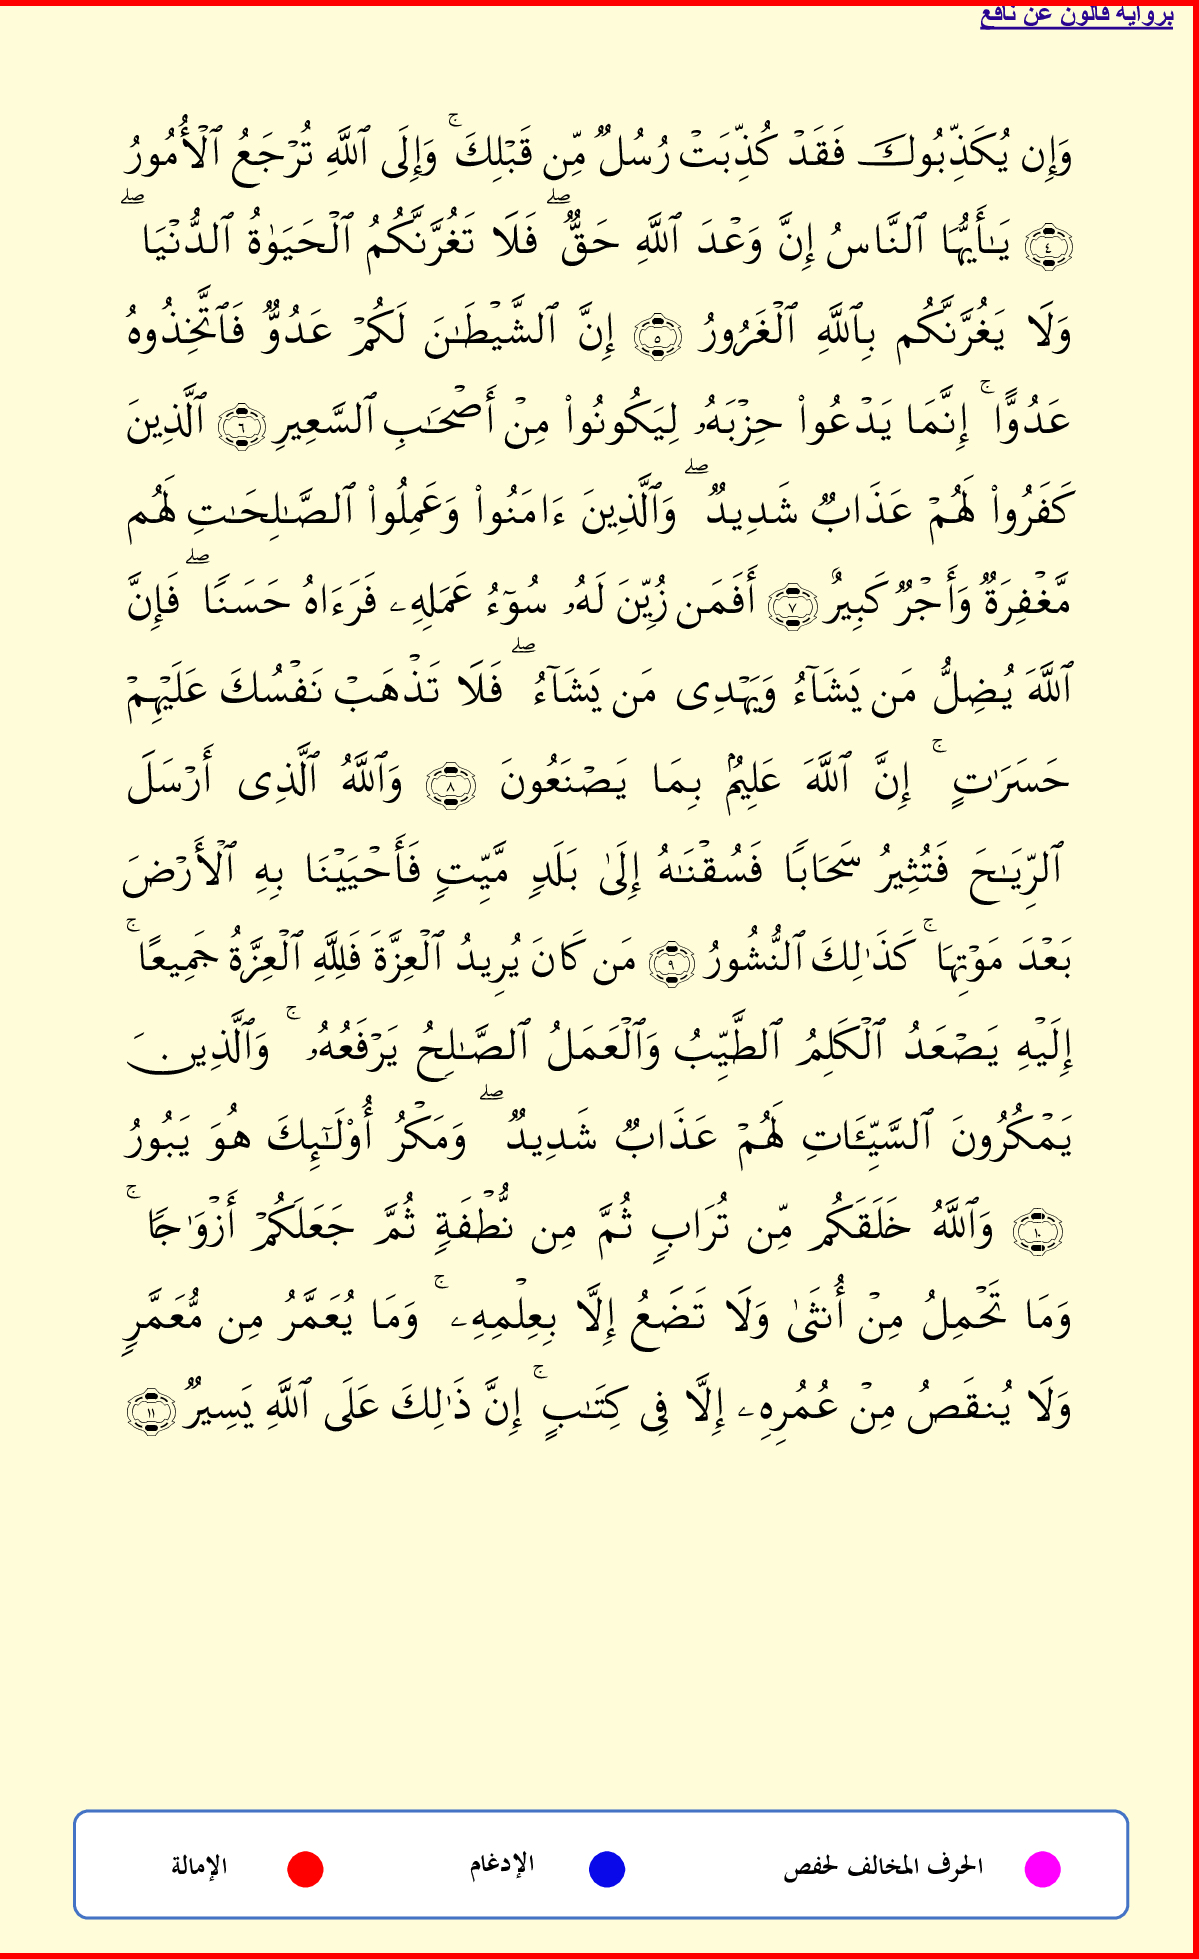 برواية قالون عن نافع
وَإِن يُكَذِّبُوكَ فَقَدۡ كُذِّبَتۡ رُسُلٞ مِّن قَبۡلِكَۚ وَإِلَى ٱللَّهِ تُرۡجَعُ ٱلۡأُمُورُ
٤ يَـٰٓأَيُّهَا ٱلنَّاسُ إِنَّ وَعۡدَ ٱللَّهِ حَقّٞۖ فَلَا تَغُرَّنَّكُمُ ٱلۡحَيَوٰةُ ٱلدُّنۡيَاۖ
وَلَا يَغُرَّنَّكُم بِٱللَّهِ ٱلۡغَرُورُ ٥ إِنَّ ٱلشَّيۡطَـٰنَ لَكُمۡ عَدُوّٞ فَٱتَّخِذُوهُ
عَدُوًّاۚ إِنَّمَا يَدۡعُواْ حِزۡبَهُۥ لِيَكُونُواْ مِنۡ أَصۡحَـٰبِ ٱلسَّعِيرِ ٦ ٱلَّذِينَ
كَفَرُواْ لَهُمۡ عَذَابٞ شَدِيدٞۖ وَٱلَّذِينَ ءَامَنُواْ وَعَمِلُواْ ٱلصَّـٰلِحَـٰتِ لَهُم
مَّغۡفِرَةٞ وَأَجۡرٞ كَبِيرٌ ٧ أَفَمَن زُيِّنَ لَهُۥ سُوٓءُ عَمَلِهِۦ فَرَءَاهُ حَسَنٗاۖ فَإِنَّ
ٱللَّهَ يُضِلُّ مَن يَشَآءُ وَيَهۡدِى مَن يَشَآءُۖ فَلَا تَذۡهَبۡ نَفۡسُكَ عَلَيۡهِمۡ
حَسَرَٰتٍۚ إِنَّ ٱللَّهَ عَلِيمُۢ بِمَا يَصۡنَعُونَ ٨ وَٱللَّهُ ٱلَّذِى أَرۡسَلَ
ٱلرِّيَـٰحَ فَتُثِيرُ سَحَابٗا فَسُقۡنَـٰهُ إِلَىٰ بَلَدٖ مَّيِّتٖ فَأَحۡيَيۡنَا بِهِ ٱلۡأَرۡضَ
بَعۡدَ مَوۡتِهَاۚ كَذَٰلِكَ ٱلنُّشُورُ ٩ مَن كَانَ يُرِيدُ ٱلۡعِزَّةَ فَلِلَّهِ ٱلۡعِزَّةُ جَمِيعًاۚ
إِلَيۡهِ يَصۡعَدُ ٱلۡكَلِمُ ٱلطَّيِّبُ وَٱلۡعَمَلُ ٱلصَّـٰلِحُ يَرۡفَعُهُۥۚ وَٱلَّذِينَ
يَمۡكُرُونَ ٱلسَّيِّـَٔاتِ لَهُمۡ عَذَابٞ شَدِيدٞۖ وَمَكۡرُ أُوْلَـٰٓئِكَ هُوَ يَبُورُ
١٠ وَٱللَّهُ خَلَقَكُم مِّن تُرَابٖ ثُمَّ مِن نُّطۡفَةٖ ثُمَّ جَعَلَكُمۡ أَزۡوَٰجٗاۚ
وَمَا تَحۡمِلُ مِنۡ أُنثَىٰ وَلَا تَضَعُ إِلَّا بِعِلۡمِهِۦۚ وَمَا يُعَمَّرُ مِن مُّعَمَّرٖ
وَلَا يُنقَصُ مِنۡ عُمُرِهِۦ إِلَّا فِى كِتَـٰبٍۚ إِنَّ ذَٰلِكَ عَلَى ٱللَّهِ يَسِيرٞ ١١
الحرف المخالف لحفص الإدغام الإمالة